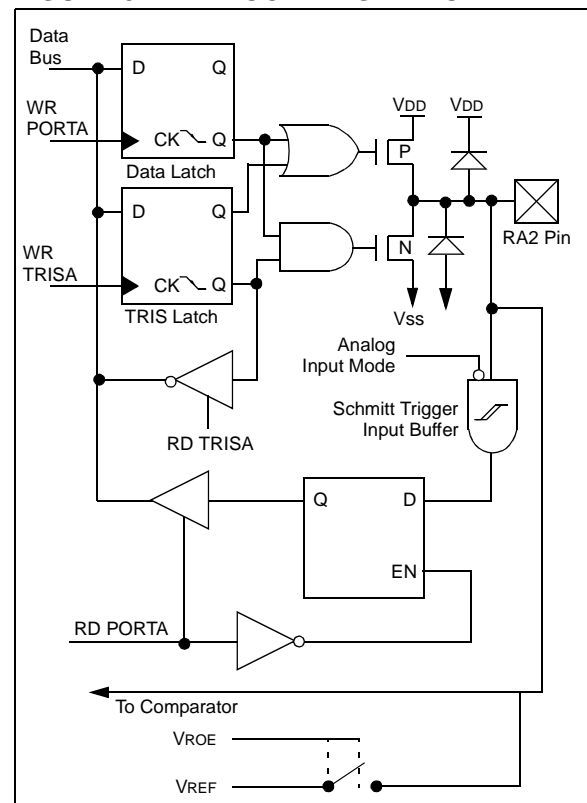 Data
Bus
D
Q
VDD
VDD
WR
PORTA
CK
Q
P
Data Latch
D
Q
RA2 Pin
WR
TRISA
N
CK
Q
VSS
TRIS Latch
Analog
Input Mode
Schmitt Trigger
Input Buffer
RD TRISA
Q
D
EN
RD PORTA
To Comparator
VROE
VREF